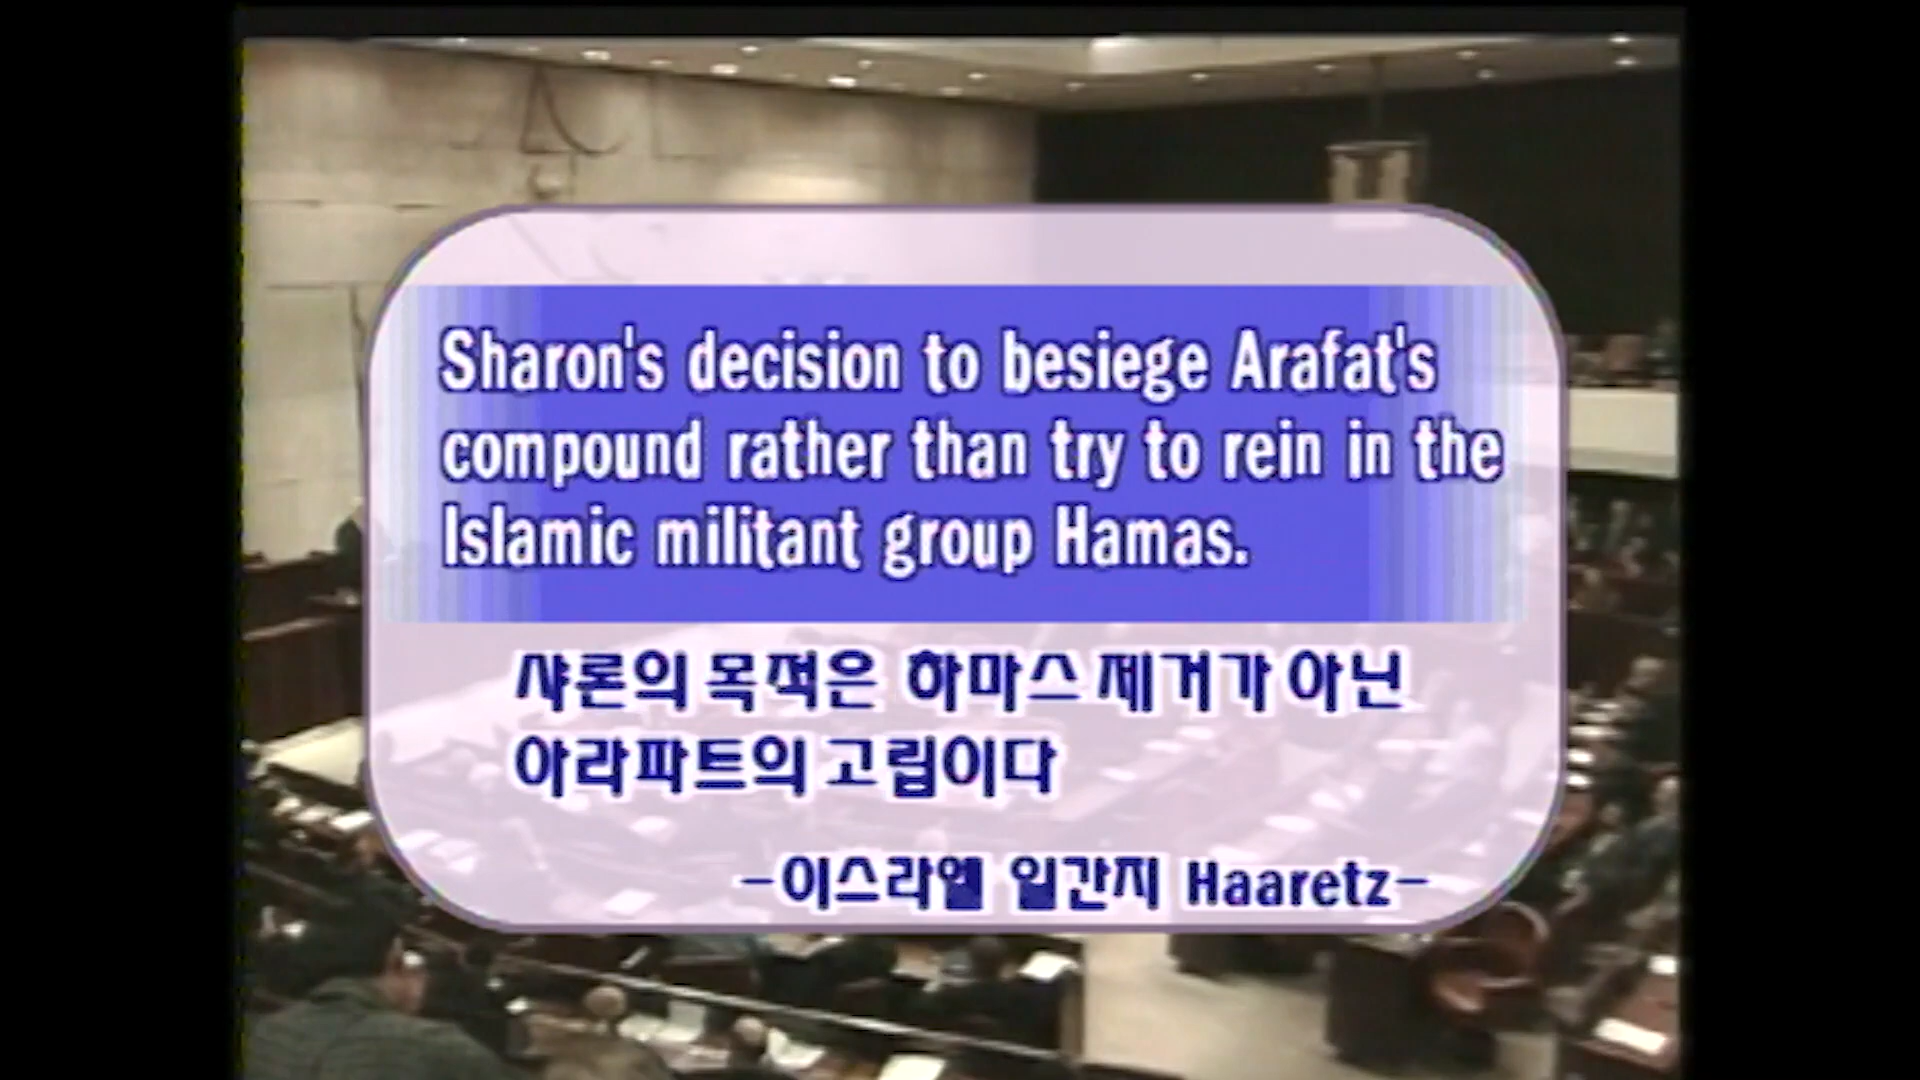 Sharon's decision to besiege Arafat's
compound rather than try to rein in the
Islamic militant group Hamas.
샤론의 목적은 하마스 제거가 아닌
아라파트의 고립이다
-이스라엘 일간지 Haaretz-